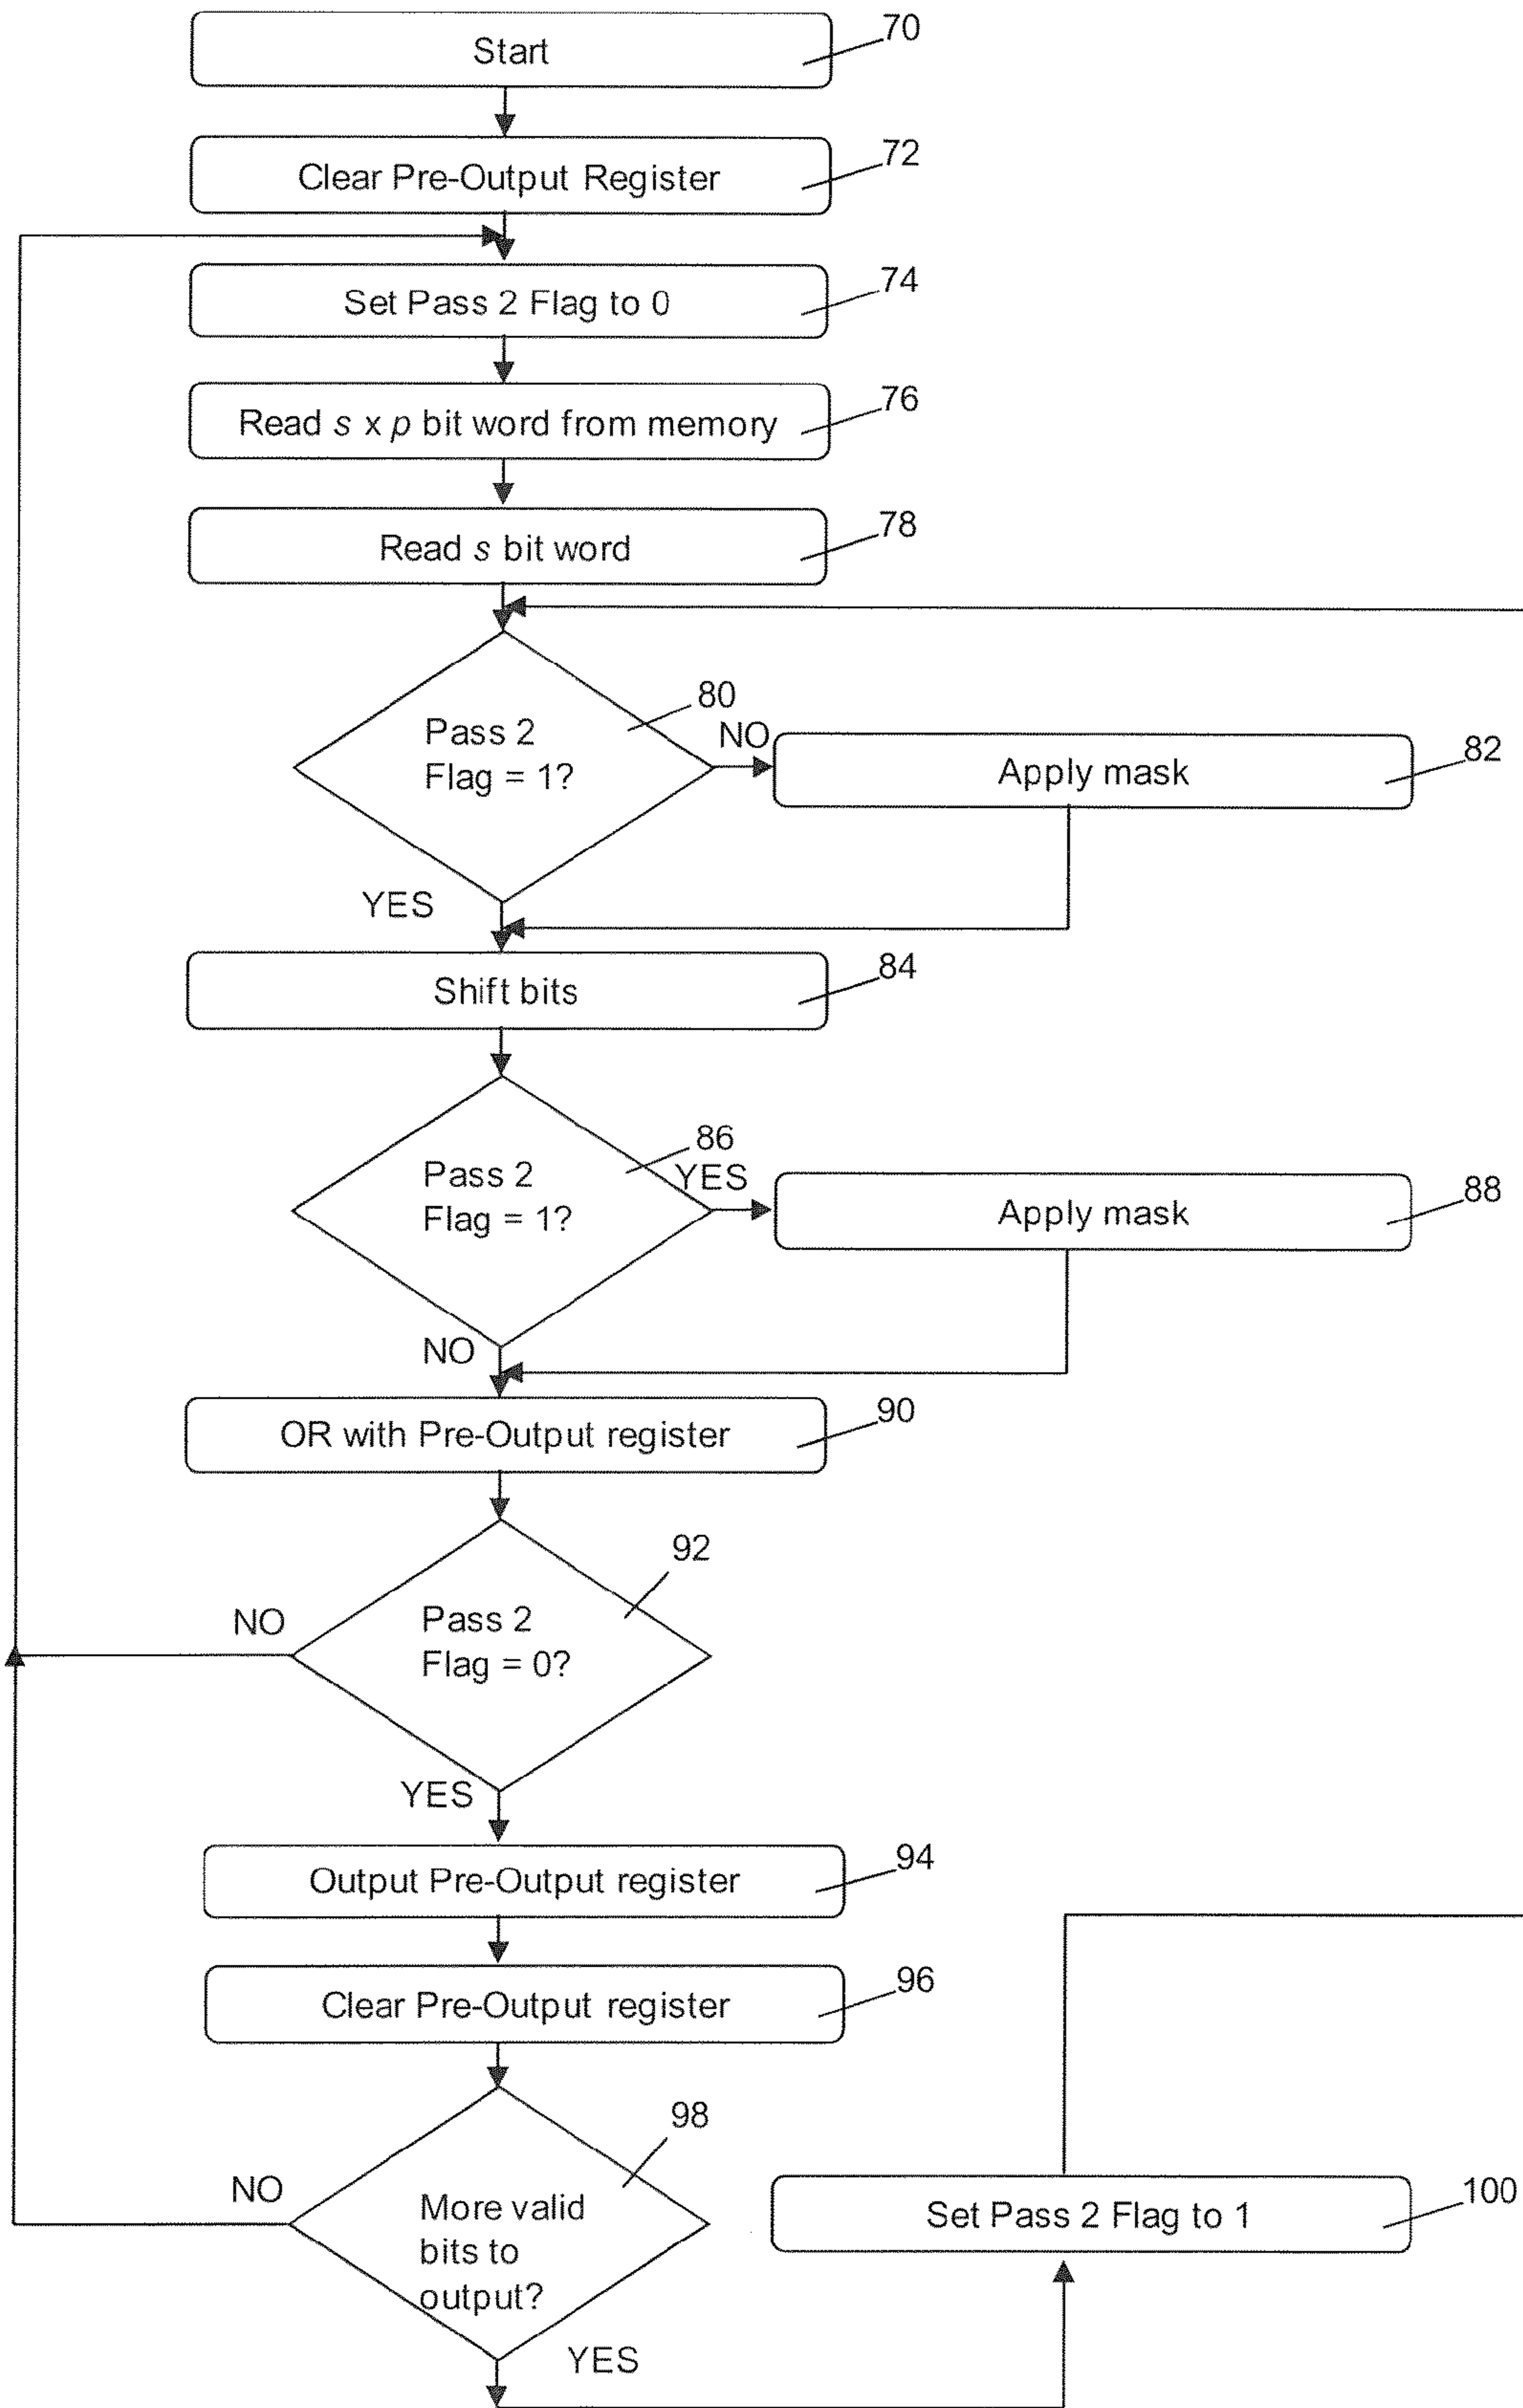 Start
70
Clear Pre-Output Register
72
Set Pass 2 Flag to 0
74
Read s x p bit word from memory
76
Read s bit word
78
Pass 2
Flag = 1?
80
NO
Apply mask
82
YES
Shift bits
84
Pass 2
Flag = 1?
86
YES
Apply mask
88
NO
OR with Pre-Output register
90
Pass 2
Flag = 0?
92
NO
YES
Output Pre-Output register
94
Clear Pre-Output register
96
More valid
bits to
output?
98
NO
YES
Set Pass 2 Flag to 1
100